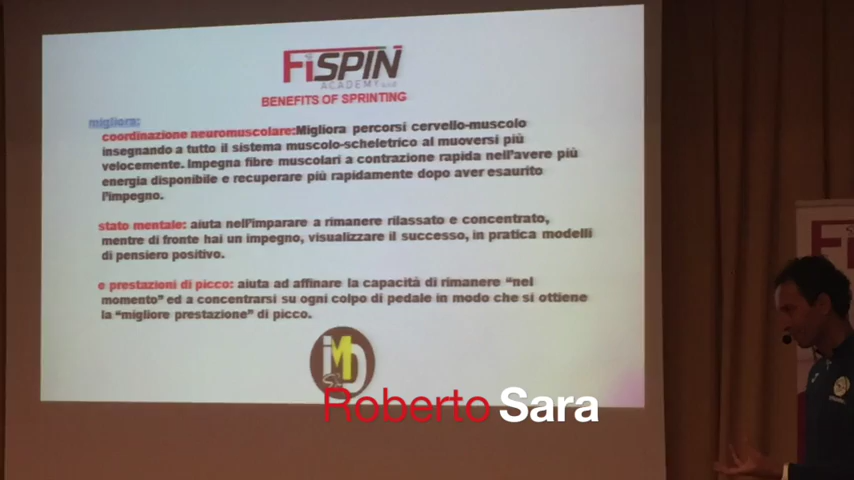 FiSPIN
ACADEMY
BENEFITS OF SPRINTING
migliora:
coordinazione neuromuscolare:Migliora percorsi cervello-muscolo
insegnando a tutto il sistema muscolo-scheletrico al muoversi più
velocemente. Impegna fibre muscolari a contrazione rapida nell'avere più
energia disponibile e recuperare più rapidamente dopo aver esaurito
l'impegno.
stato mentale: aiuta nell'imparare a rimanere rilassato e concentrato,
mentre di fronte hai un impegno, visualizzare il successo, in pratica modelli
di pensiero positivo.
e prestazioni di picco: aiuta ad affinare la capacità di rimanere “nel
momento” ed a concentrarsi su ogni colpo di pedale in modo che si ottiene
la “migliore prestazione” di picco.
Roberto Sara